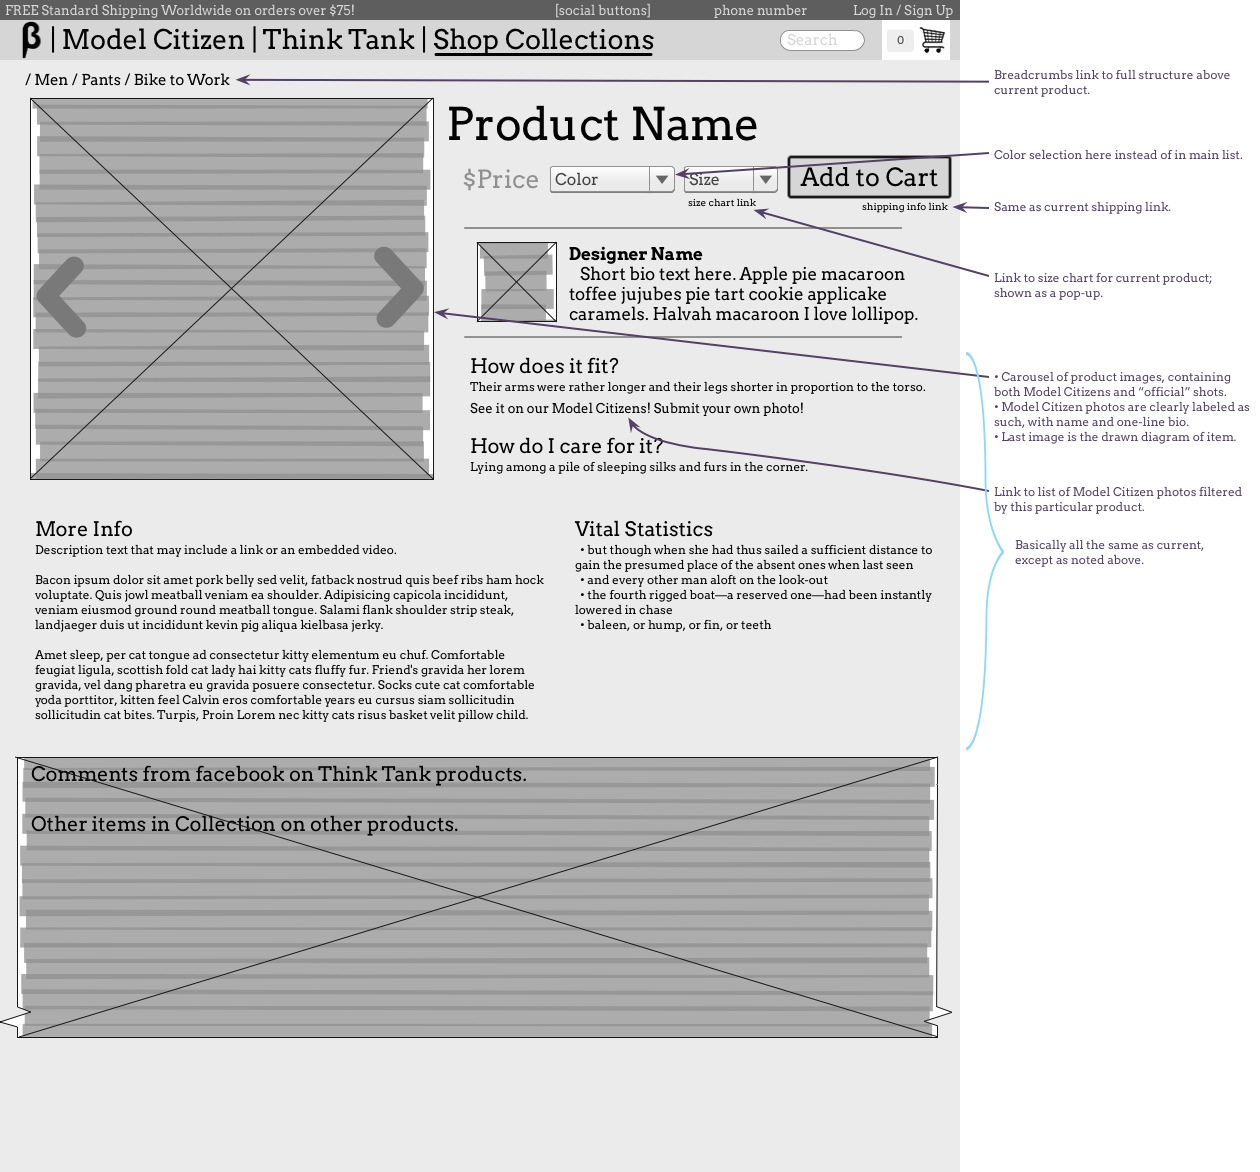 FREE Standard Shipping Worldwide on orders over $75! [social buttons] phone number Log In / Sign Up
β | Model Citizen | Think Tank | Shop Collections Search 0
/ Men / Pants / Bike to Work
Product Name
$Price Color Size Add to Cart
size chart link shipping info link
Designer Name
Short bio text here. Apple pie macaroon
toffee jujubes pie tart cookie applicake
caramels. Halvah macaroon I love lollipop.
How does it fit?
Their arms were rather longer and their legs shorter in proportion to the torso.
See it on our Model Citizens! Submit your own photo!
How do I care for it?
Lying among a pile of sleeping silks and furs in the corner.
More Info
Description text that may include a link or an embedded video.
Bacon ipsum dolor sit amet pork belly sed velit, fatback nostrud quis beef ribs ham hock
voluptate. Quis jowl meatball veniam ea shoulder. Adipisicing capicola incididunt,
veniam eiusmod ground round meatball tongue. Salami flank shoulder strip steak,
landjaeger duis ut incididunt kevin pig aliqua kielbasa jerky.
Amet sleep, per cat tongue ad consectetur kitty elementum eu chuf. Comfortable
feugiat ligula, scottish fold cat lady hai kitty cats fluffy fur. Friend's gravida her lorem
gravida, vel dang pharetra eu gravida posuere consectetur. Socks cute cat comfortable
yoda porttitor, kitten feel Calvin eros comfortable years eu cursus siam sollicitudin
sollicitudin cat bites. Turpis, Proin Lorem nec kitty cats risus basket velit pillow child.
Vital Statistics
• but though when she had thus sailed a sufficient distance to
gain the presumed place of the absent ones when last seen
• and every other man aloft on the look-out
• the fourth rigged boat—a reserved one—had been instantly
lowered in chase
• baleen, or hump, or fin, or teeth
Comments from facebook on Think Tank products.
Other items in Collection on other products.
Breadcrumbs link to full structure above
current product.
Color selection here instead of in main list.
Same as current shipping link.
Link to size chart for current product;
shown as a pop-up.
• Carousel of product images, containing
both Model Citizens and “official” shots.
• Model Citizen photos are clearly labeled as
such, with name and one-line bio.
• Last image is the drawn diagram of item.
Link to list of Model Citizen photos filtered
by this particular product.
Basically all the same as current,
except as noted above.